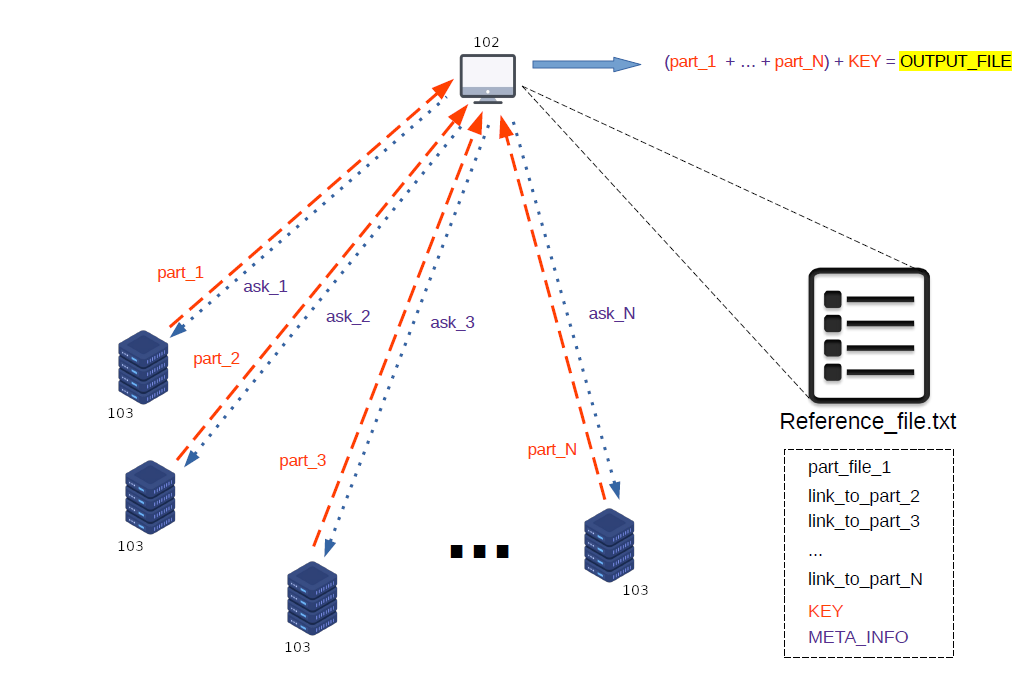 102
(part_1 + ... + part_N) + KEY = OUTPUT_FILE
part_1
ask_1
ask_2
ask_3
ask_N
part_2
103
Reference_file.txt
part_3
part_N
part_file_1
link_to_part_2
link_to_part_3
...
link_to_part_N
103
103
103
KEY
META_INFO